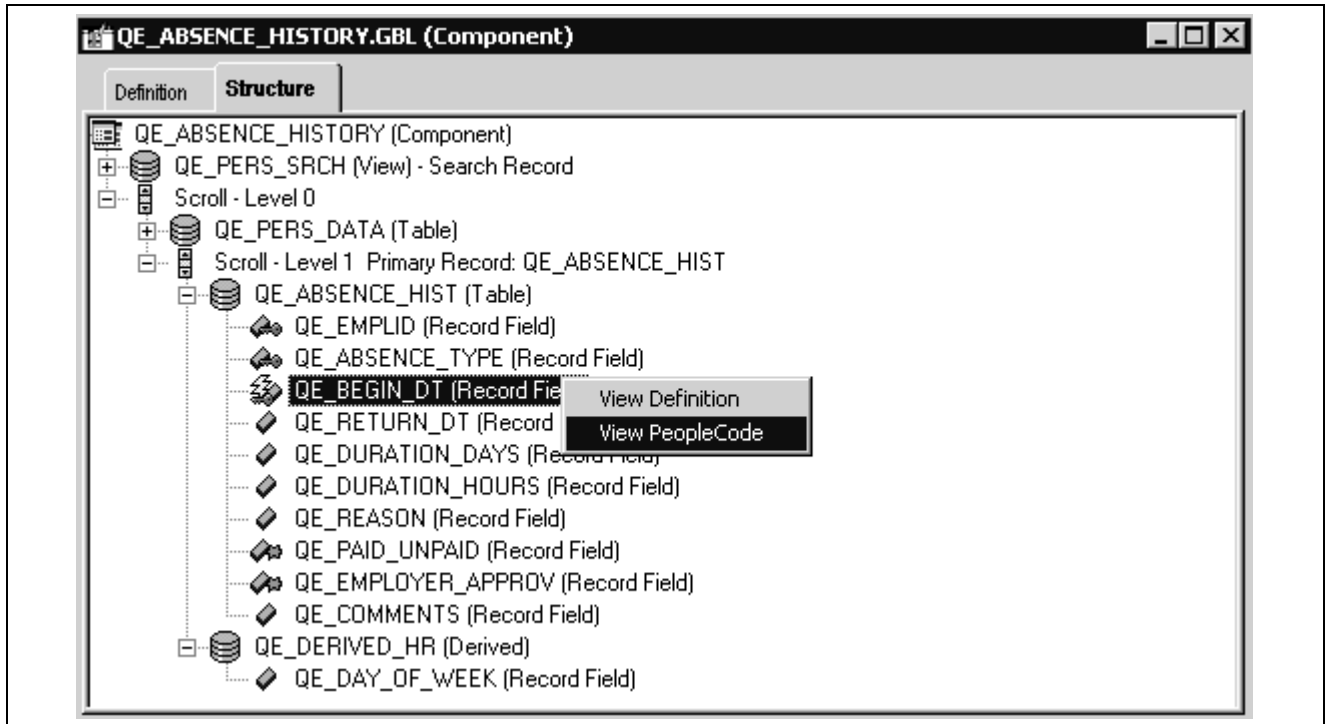 QE_ABSENCE_HISTORY.GBL (Component)
Definition Structure
QE_ABSENCE_HISTORY (Component)
QE_PERS_SRCH (View) - Search Record
Scroll - Level 0
QE_PERS_DATA (Table)
Scroll - Level 1 Primary Record: QE_ABSENCE_HIST
QE_ABSENCE_HIST (Table)
QE_EMPLID (Record Field)
QE_ABSENCE_TYPE (Record Field)
QE_BEGIN_DT (Record Fie
View Definition
QE_RETURN_DT (Record
View PeopleCode
QE_DURATION_DAYS (Record Field)
QE_DURATION_HOURS (Record Field)
QE_REASON (Record Field)
QE_PAID_UNPAID (Record Field)
QE_EMPLOYER_APPROV (Record Field)
QE_COMMENTS (Record Field)
QE_DERIVED_HR (Derived)
QE_DAY_OF_WEEK (Record Field)